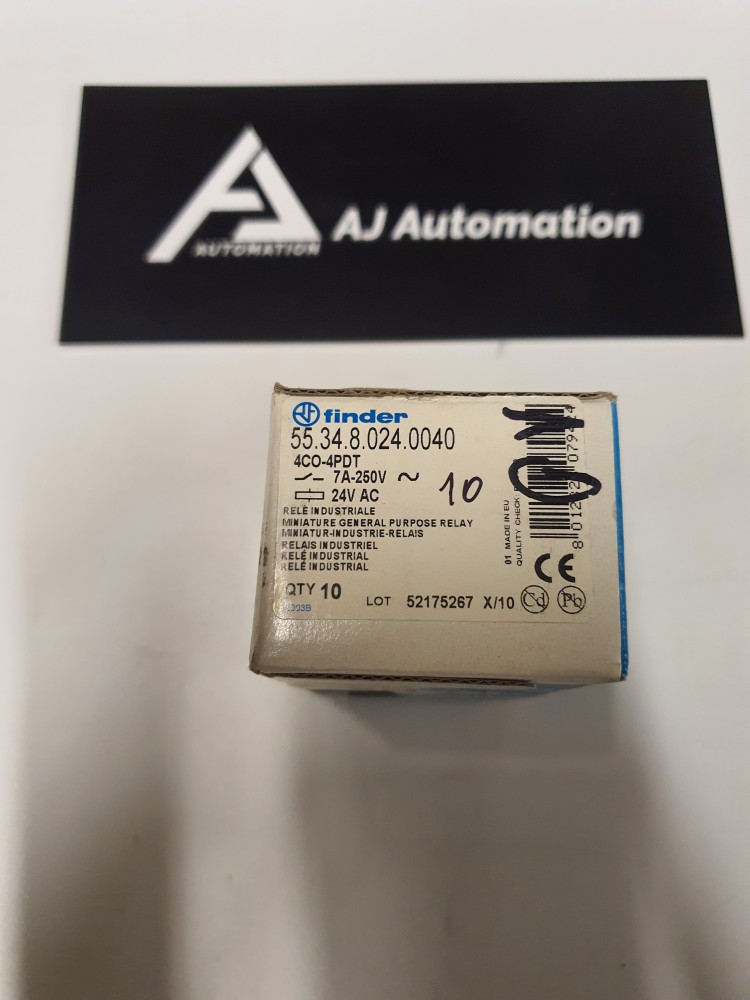 AUTOMATION
AJ Automation
finder
55.34.8.024.0040
4CO-4PDT
7A-250V ~
24V AC
10
RELÈ INDUSTRIALE
MINIATURE GENERAL PURPOSE RELAY
MINIATUR-INDUSTRIE-RELAIS
RELAIS INDUSTRIEL
RELÉ INDUSTRIAL
RELÉ INDUSTRIAL
QTY 10
LOT 52175267 X/10
Cd
Pb
01 MADE IN EU
QUALITY CHECK
CE